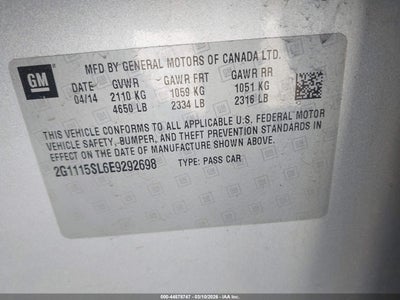 GM
MFD BY GENERAL MOTORS OF CANADA LTD.
DATE GVWR GAWR FRT GAWR RR
04/14 2110 KG 1059 KG 1051 KG
4650 LB 2334 LB 2316 LB
THIS VEHICLE CONFORMS TO ALL APPLICABLE U.S. FEDERAL MOTOR
VEHICLE SAFETY, BUMPER, AND THEFT PREVENTION STANDARDS IN
EFFECT ON THE DATE OF MANUFACTURE SHOWN ABOVE.
2G1115SL6E9292698 TYPE: PASS CAR
600-44878747 - 03/10/2026 - IAA, Inc.